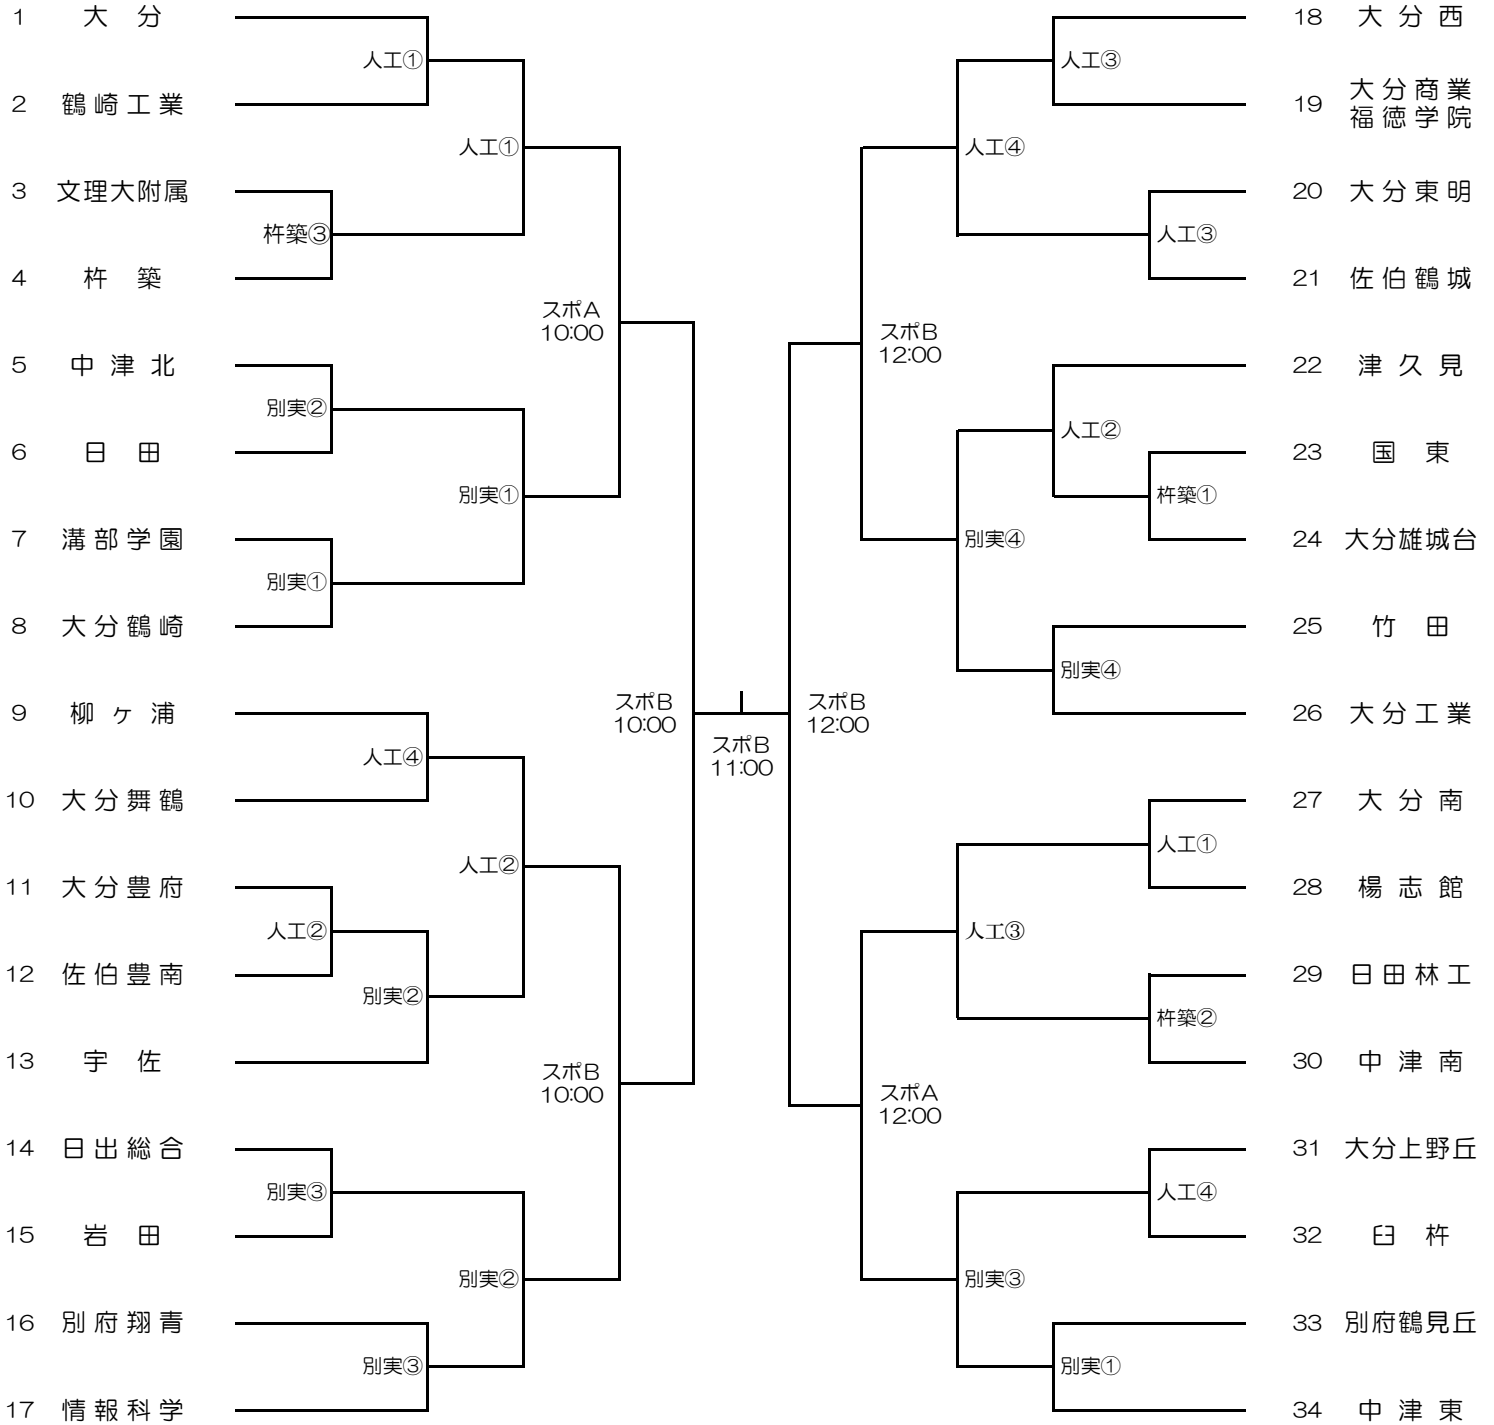 1 大分
人工①
2 鶴崎工業
人工①
3 文理大附属
杵築③
4 杵築
スポA
10:00
5 中津北
別実②
6 日田
別実①
7 溝部学園
別実①
8 大分鶴崎
スポB
10:00
9 柳ヶ浦
人工④
10 大分舞鶴
人工②
11 大分豊府
人工②
12 佐伯豊南
別実②
13 宇佐
スポB
10:00
14 日出総合
別実③
15 岩田
別実②
16 別府翔青
別実③
17 情報科学
スポB
11:00
18 大分西
人工③
19 大分商業
福徳学院
人工④
20 大分東明
人工③
21 佐伯鶴城
スポB
12:00
22 津久見
人工②
23 国東
杵築①
24 大分雄城台
別実④
25 竹田
別実④
26 大分工業
スポB
12:00
27 大分南
人工①
28 楊志館
人工③
29 日田林工
杵築②
30 中津南
スポA
12:00
31 大分上野丘
人工④
32 臼杵
別実③
33 別府鶴見丘
別実①
34 中津東